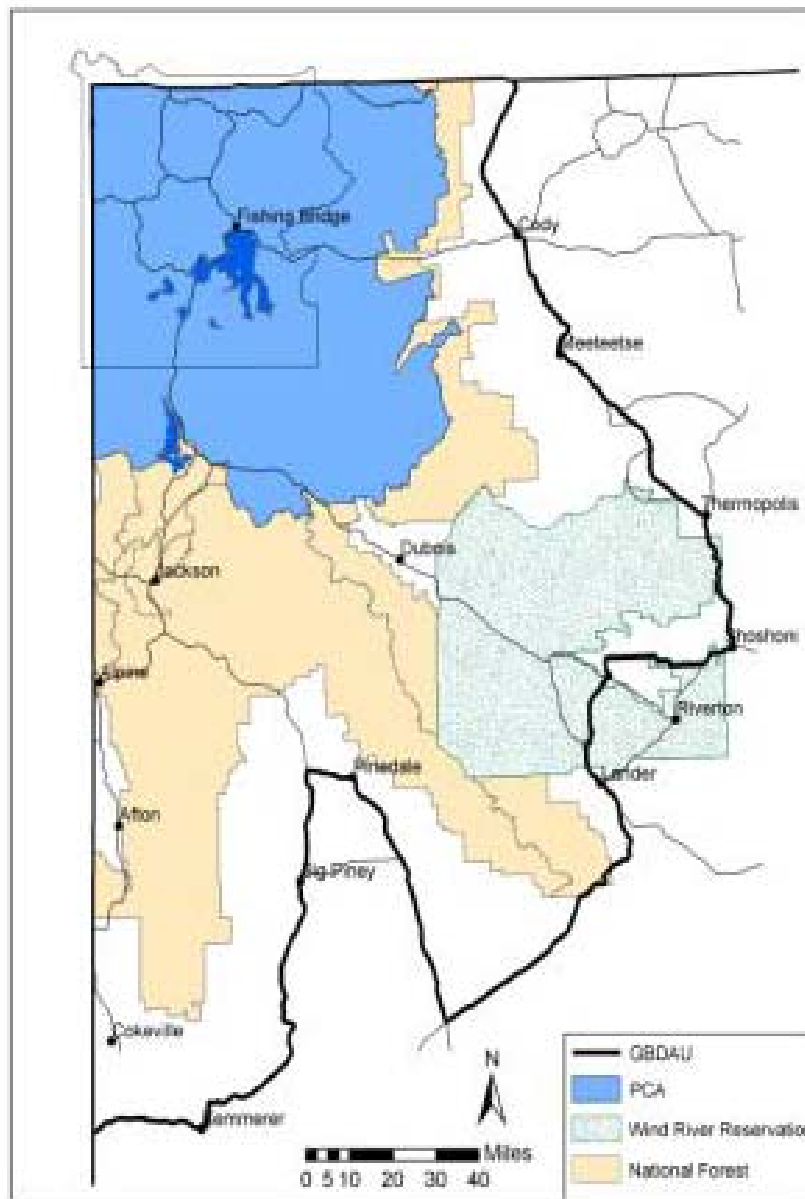 Fishing Bridge
Cody
Meeteetse
Thermopolis
Dubois
Jackson
Shoshoni
Alpine
Riverton
Pinedale
Lander
Afton
Big Piney
Cokeville
Kemmerer
N
Miles
0 5 10 20 30 40
GBDAU
PCA
Wind River Reservation
National Forest